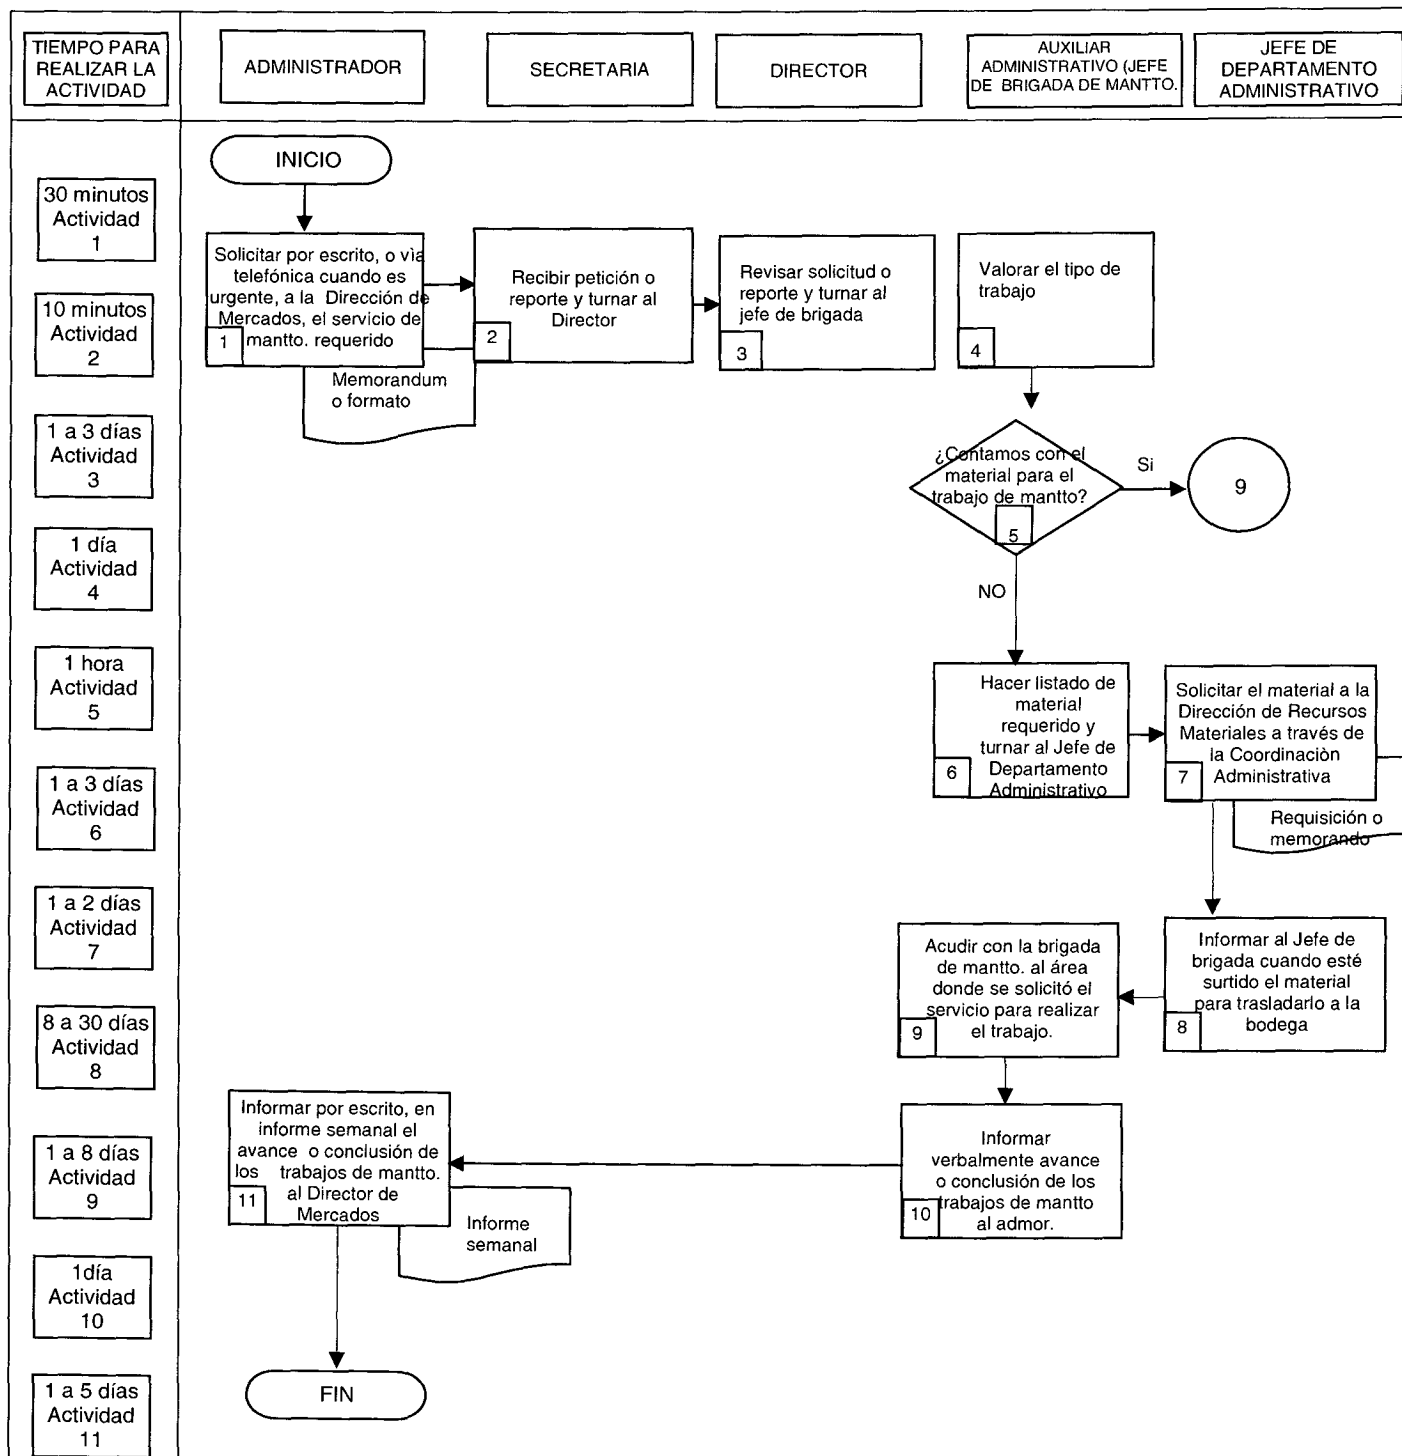 TIEMPO PARA
REALIZAR LA
ACTIVIDAD
ADMINISTRADOR
SECRETARIA
DIRECTOR
AUXILIAR
ADMINISTRATIVO (JEFE
DE BRIGADA DE MANTTO.
JEFE DE
DEPARTAMENTO
ADMINISTRATIVO
30 minutos
Actividad
1
10 minutos
Actividad
2
1 a 3 días
Actividad
3
1 día
Actividad
4
1 hora
Actividad
5
1 a 3 días
Actividad
6
1 a 2 días
Actividad
7
8 a 30 días
Actividad
8
1 a 8 días
Actividad
9
1día
Actividad
10
1 a 5 días
Actividad
11
INICIO
Solicitar por escrito, o vìa
telefónica cuando es
urgente, a la Dirección de
Mercados, el servicio de
mantto. requerido
1
Memorandum
o formato
Recibir petición o
reporte y turnar al
Director
2
Revisar solicitud o
reporte y turnar al
jefe de brigada
3
Valorar el tipo de
trabajo
4
¿Contamos con el
material para el
trabajo de mantto?
5
Si
9
NO
Hacer listado de
material
requerido y
turnar al Jefe de
Departamento
Administrativo
6
Solicitar el material a la
Dirección de Recursos
Materiales a través de
la Coordinaciòn
Administrativa
7
Requisición o
memorando
Informar al Jefe de
brigada cuando esté
surtido el material
para trasladarlo a la
bodega
8
Acudir con la brigada
de mantto. al área
donde se solicitó el
servicio para realizar
el trabajo.
9
Informar
verbalmente avance
o conclusión de los
trabajos de mantto
al admor.
10
Informar por escrito, en
informe semanal el
avance o conclusión de
los trabajos de mantto.
al Director de
Mercados
11
Informe
semanal
FIN